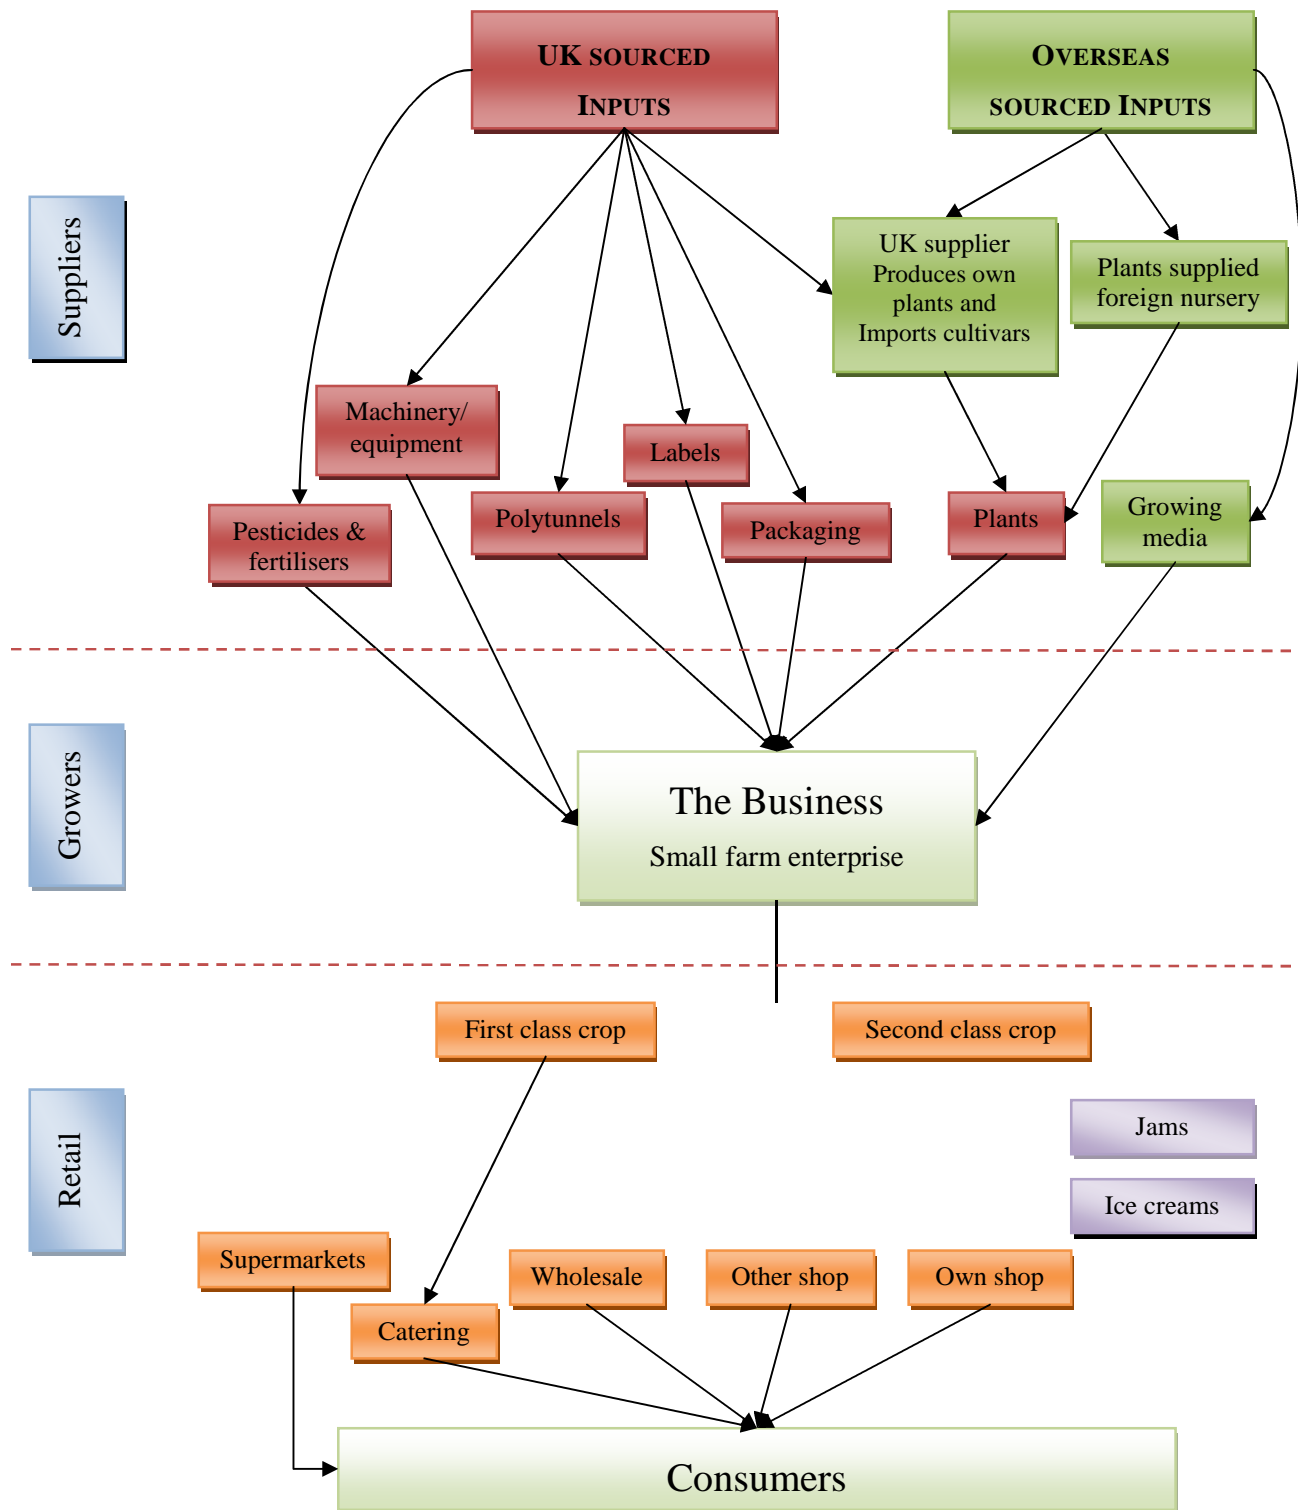 UK SOURCED
INPUTS
OVERSEAS
SOURCED INPUTS
Suppliers
UK supplier
Produces own
plants and
Imports cultivars
Plants supplied
foreign nursery
Machinery/
equipment
Labels
Pesticides &
fertilisers
Polytunnels
Packaging
Plants
Growing
media
Growers
The Business
Small farm enterprise
First class crop
Second class crop
Retail
Jams
Ice creams
Supermarkets
Wholesale
Other shop
Own shop
Catering
Consumers